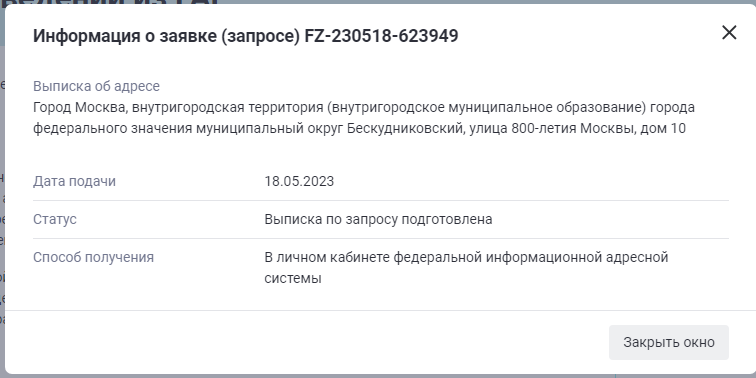 Информация о заявке (запросе) FZ-230518-623949
Выписка об адресе
Город Москва, внутригородская территория (внутригородское муниципальное образование) города
федерального значения муниципальный округ Бескудниковский, улица 800-летия Москвы, дом 10
Дата подачи 18.05.2023
Статус Выписка по запросу подготовлена
Способ получения В личном кабинете федеральной информационной адресной
системы
Закрыть окно